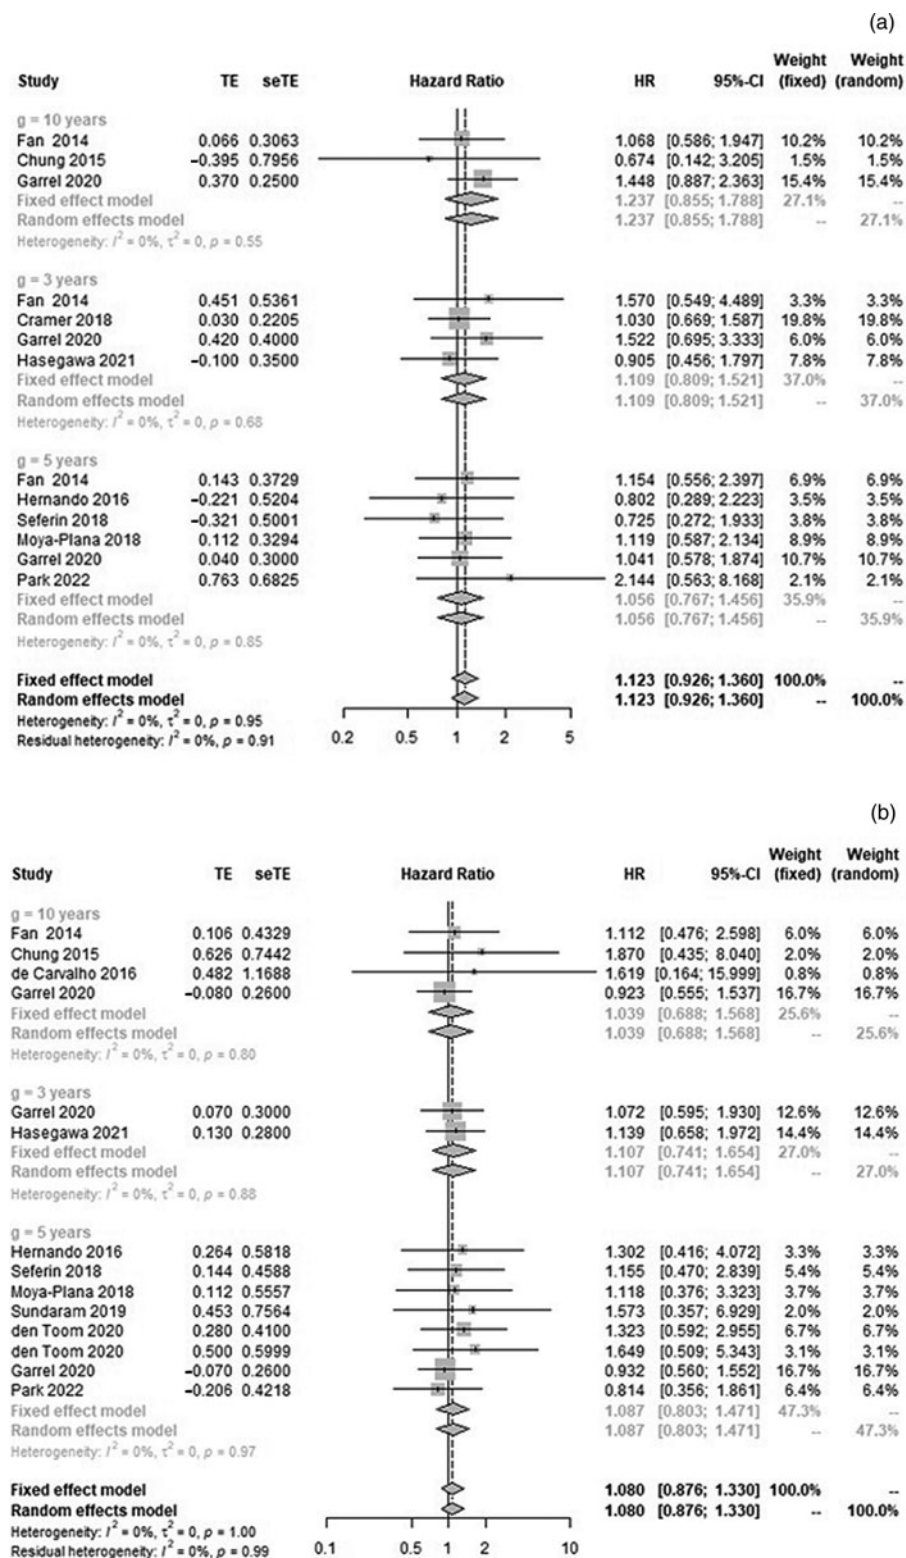 (a)
Weight Weight
Study TE seTE Hazard Ratio HR 95%-CI (fixed) (random)
g = 10 years
Fan 2014 0.066 0.3063 1.068 [0.586; 1.947] 10.2% 10.2%
Chung 2015 −0.395 0.7956 0.674 [0.142; 3.205] 1.5% 1.5%
Garrel 2020 0.370 0.2500 1.448 [0.887; 2.363] 15.4% 15.4%
Fixed effect model 1.237 [0.855; 1.788] 27.1% --
Random effects model 1.237 [0.855; 1.788] -- 27.1%
Heterogeneity: I² = 0%, τ² = 0, p = 0.55
g = 3 years
Fan 2014 0.451 0.5361 1.570 [0.549; 4.489] 3.3% 3.3%
Cramer 2018 0.030 0.2205 1.030 [0.669; 1.587] 19.8% 19.8%
Garrel 2020 0.420 0.4000 1.522 [0.695; 3.333] 6.0% 6.0%
Hasegawa 2021 −0.100 0.3500 0.905 [0.456; 1.797] 7.8% 7.8%
Fixed effect model 1.109 [0.809; 1.521] 37.0% --
Random effects model 1.109 [0.809; 1.521] -- 37.0%
Heterogeneity: I² = 0%, τ² = 0, p = 0.68
g = 5 years
Fan 2014 0.143 0.3729 1.154 [0.556; 2.397] 6.9% 6.9%
Hernando 2016 −0.221 0.5204 0.802 [0.289; 2.223] 3.5% 3.5%
Seferin 2018 −0.321 0.5001 0.725 [0.272; 1.933] 3.8% 3.8%
Moya-Plana 2018 0.112 0.3294 1.119 [0.587; 2.134] 8.9% 8.9%
Garrel 2020 0.040 0.3000 1.041 [0.578; 1.874] 10.7% 10.7%
Park 2022 0.763 0.6825 2.144 [0.563; 8.168] 2.1% 2.1%
Fixed effect model 1.056 [0.767; 1.456] 35.9% --
Random effects model 1.056 [0.767; 1.456] -- 35.9%
Heterogeneity: I² = 0%, τ² = 0, p = 0.85
Fixed effect model 1.123 [0.926; 1.360] 100.0% --
Random effects model 1.123 [0.926; 1.360] -- 100.0%
Heterogeneity: I² = 0%, τ² = 0, p = 0.95
Residual heterogeneity: I² = 0%, p = 0.91
0.2 0.5 1 2 5
(b)
Weight Weight
Study TE seTE Hazard Ratio HR 95%-CI (fixed) (random)
g = 10 years
Fan 2014 0.106 0.4329 1.112 [0.476; 2.598] 6.0% 6.0%
Chung 2015 0.626 0.7442 1.870 [0.435; 8.040] 2.0% 2.0%
de Carvalho 2016 0.482 1.1688 1.619 [0.164; 15.999] 0.8% 0.8%
Garrel 2020 −0.080 0.2600 0.923 [0.555; 1.537] 16.7% 16.7%
Fixed effect model 1.039 [0.688; 1.568] 25.6% --
Random effects model 1.039 [0.688; 1.568] -- 25.6%
Heterogeneity: I² = 0%, τ² = 0, p = 0.80
g = 3 years
Garrel 2020 0.070 0.3000 1.072 [0.595; 1.930] 12.6% 12.6%
Hasegawa 2021 0.130 0.2800 1.139 [0.658; 1.972] 14.4% 14.4%
Fixed effect model 1.107 [0.741; 1.654] 27.0% --
Random effects model 1.107 [0.741; 1.654] -- 27.0%
Heterogeneity: I² = 0%, τ² = 0, p = 0.88
g = 5 years
Hernando 2016 0.264 0.5818 1.302 [0.416; 4.072] 3.3% 3.3%
Seferin 2018 0.144 0.4588 1.155 [0.470; 2.839] 5.4% 5.4%
Moya-Plana 2018 0.112 0.5557 1.118 [0.376; 3.323] 3.7% 3.7%
Sundaram 2019 0.453 0.7564 1.573 [0.357; 6.929] 2.0% 2.0%
den Toom 2020 0.280 0.4100 1.323 [0.592; 2.955] 6.7% 6.7%
den Toom 2020 0.500 0.5999 1.649 [0.509; 5.343] 3.1% 3.1%
Garrel 2020 −0.070 0.2600 0.932 [0.560; 1.552] 16.7% 16.7%
Park 2022 −0.206 0.4218 0.814 [0.356; 1.861] 6.4% 6.4%
Fixed effect model 1.087 [0.803; 1.471] 47.3% --
Random effects model 1.087 [0.803; 1.471] -- 47.3%
Heterogeneity: I² = 0%, τ² = 0, p = 0.97
Fixed effect model 1.080 [0.876; 1.330] 100.0% --
Random effects model 1.080 [0.876; 1.330] -- 100.0%
Heterogeneity: I² = 0%, τ² = 0, p = 1.00
Residual heterogeneity: I² = 0%, p = 0.99
0.1 0.5 1 2 10